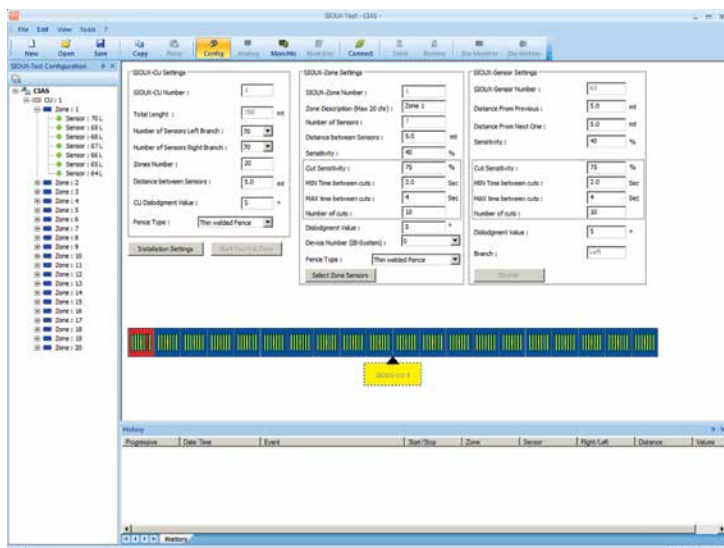 SIOUX-Test - CIAS -
File Edit View Tools ?
New Open Save Copy Paste Config Analog Connect
SIOUX-Test Configuration
CIAS
CU : 1
Zone : 1
Sensor : 70 L
Sensor : 69 L
Sensor : 68 L
Sensor : 67 L
Sensor : 66 L
Sensor : 65 L
Sensor : 64 L
Zone : 2
Zone : 3
Zone : 4
Zone : 5
Zone : 6
Zone : 7
Zone : 8
Zone : 9
Zone : 10
Zone : 11
Zone : 12
Zone : 13
Zone : 14
Zone : 15
Zone : 16
Zone : 17
Zone : 18
Zone : 19
Zone : 20
SIOUX-CU Settings
SIOUX-CU Number : 1
Total Lenght : 700 mt
Number of Sensors Left Branch : 70
Number of Sensors Right Branch : 70
Zones Number : 20
Distance between Sensors : 5.0 mt
CU Dislodgment Value : 5 °
Fence Type : Thin welded Fence
Installation Settings
SIOUX-Zone Settings
SIOUX-Zone Number : 1
Zone Description (Max 20 chr) : Zone 1
Number of Sensors : 7
Distance between Sensors : 5.0 mt
Sensitivity : 40 %
Cut Sensitivity : 75 %
MIN Time between cuts : 2.0 Sec
MAX time between cuts : 4 Sec
Number of cuts : 10
Dislodgment Value : 5 °
Device Number (IB-System) : 0
Fence Type : Thin welded Fence
Select Zone Sensors
SIOUX-Sensor Settings
SIOUX-Sensor Number :
Distance From Previous : 5.0 mt
Distance From Next One : 5.0 mt
Sensitivity : 40 %
Cut Sensitivity : 75 %
MIN Time between cuts : 2.0 Sec
MAX time between cuts : 4 Sec
Number of cuts : 10
Dislodgment Value : 5 °
Branch : Left
History
Progressive Date Time Event Start/Stop Zone Sensor Right/Left Distance Values
History